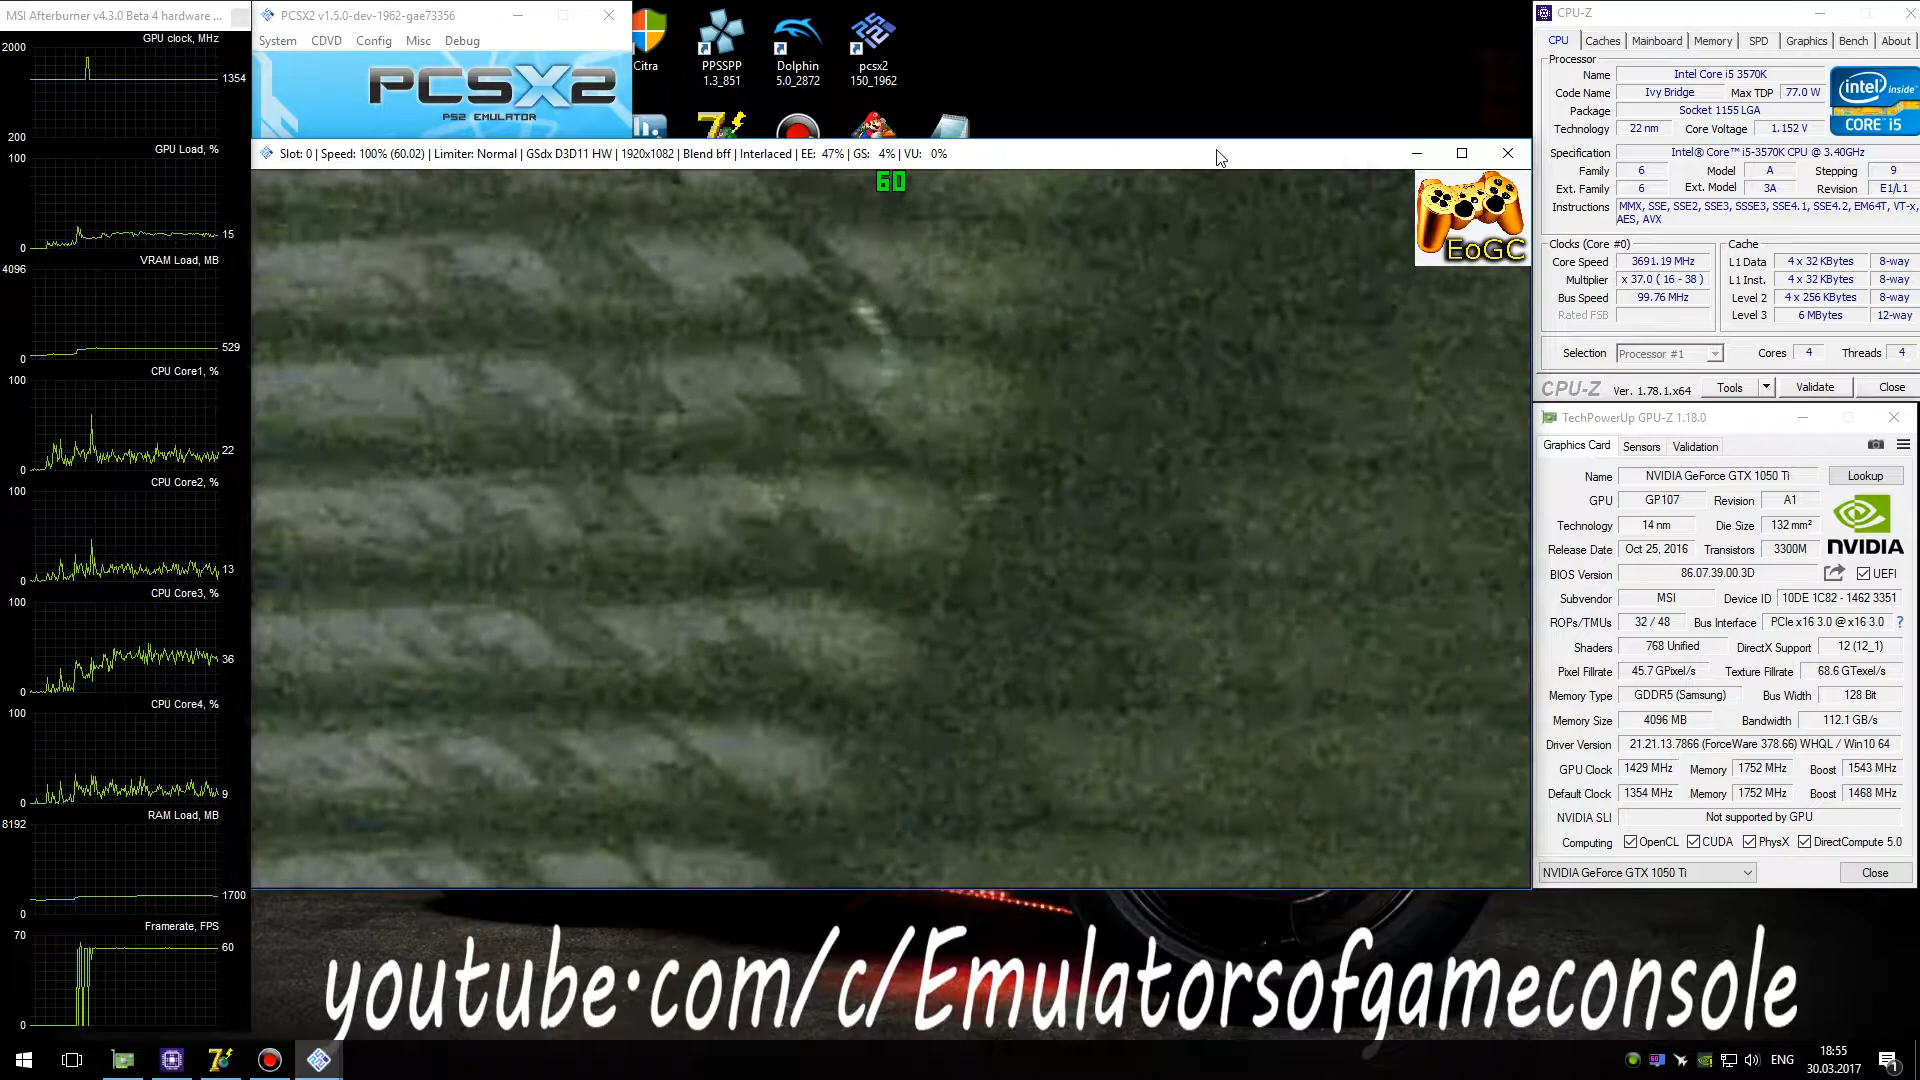 MSI Afterburner v4.3.0 Beta 4 hardware ...
GPU clock, MHz
2000
1354
200
GPU Load, %
100
15
0
VRAM Load, MB
4096
529
0
CPU Core1, %
100
22
0
CPU Core2, %
100
13
0
CPU Core3, %
100
36
0
CPU Core4, %
100
9
0
RAM Load, MB
8192
1700
0
Framerate, FPS
70
60
0
PCSX2 v1.5.0-dev-1962-gae73356
System CDVD Config Misc Debug
PCSX2
PS2 EMULATOR
Citra
PPSSPP
1.3_851
Dolphin
5.0_2872
pcsx2
150_1962
Slot: 0 | Speed: 100% (60.02) | Limiter: Normal | GSdx D3D11 HW | 1920x1082 | Blend bff | Interlaced | EE: 47% | GS: 4% | VU: 0%
60
EoGC
CPU-Z
CPU Caches Mainboard Memory SPD Graphics Bench About
Processor
Name Intel Core i5 3570K
Code Name Ivy Bridge Max TDP 77.0 W
Package Socket 1155 LGA
Technology 22 nm Core Voltage 1.152 V
intel inside
CORE i5
Specification Intel® Core™ i5-3570K CPU @ 3.40GHz
Family 6 Model A Stepping 9
Ext. Family 6 Ext. Model 3A Revision E1/L1
Instructions MMX, SSE, SSE2, SSE3, SSSE3, SSE4.1, SSE4.2, EM64T, VT-x,
AES, AVX
Clocks (Core #0) Cache
Core Speed 3691.19 MHz L1 Data 4 x 32 KBytes 8-way
Multiplier x 37.0 ( 16 - 38 ) L1 Inst. 4 x 32 KBytes 8-way
Bus Speed 99.76 MHz Level 2 4 x 256 KBytes 8-way
Rated FSB Level 3 6 MBytes 12-way
Selection Processor #1 Cores 4 Threads 4
CPU-Z Ver. 1.78.1.x64 Tools Validate Close
TechPowerUp GPU-Z 1.18.0
Graphics Card Sensors Validation
Name NVIDIA GeForce GTX 1050 Ti Lookup
GPU GP107 Revision A1
Technology 14 nm Die Size 132 mm²
Release Date Oct 25, 2016 Transistors 3300M
NVIDIA
BIOS Version 86.07.39.00.3D UEFI
Subvendor MSI Device ID 10DE 1C82 - 1462 3351
ROPs/TMUs 32 / 48 Bus Interface PCIe x16 3.0 @ x16 3.0 ?
Shaders 768 Unified DirectX Support 12 (12_1)
Pixel Fillrate 45.7 GPixel/s Texture Fillrate 68.6 GTexel/s
Memory Type GDDR5 (Samsung) Bus Width 128 Bit
Memory Size 4096 MB Bandwidth 112.1 GB/s
Driver Version 21.21.13.7866 (ForceWare 378.66) WHQL / Win10 64
GPU Clock 1429 MHz Memory 1752 MHz Boost 1543 MHz
Default Clock 1354 MHz Memory 1752 MHz Boost 1468 MHz
NVIDIA SLI Not supported by GPU
Computing OpenCL CUDA PhysX DirectCompute 5.0
NVIDIA GeForce GTX 1050 Ti Close
youtube.com/c/Emulatorsofgameconsole
ENG
18:55
30.03.2017
1